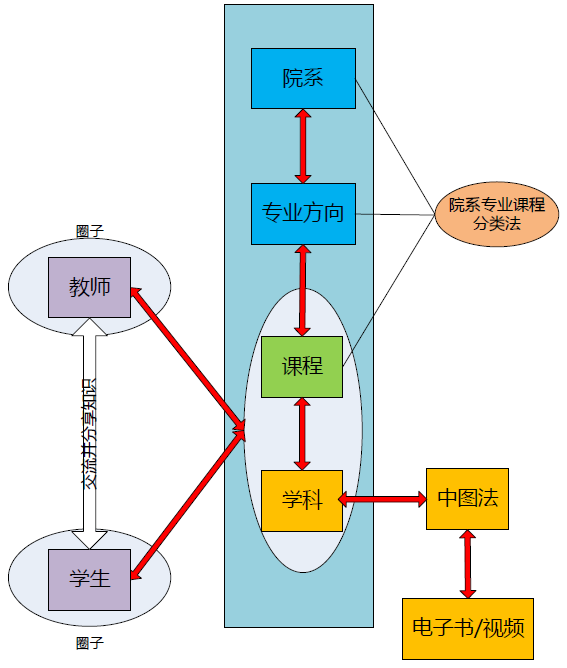 院系
专业方向
院系专业课程
分类法
圈子
教师
课程
交流并分享知识
学科
中图法
学生
电子书/视频
圈子